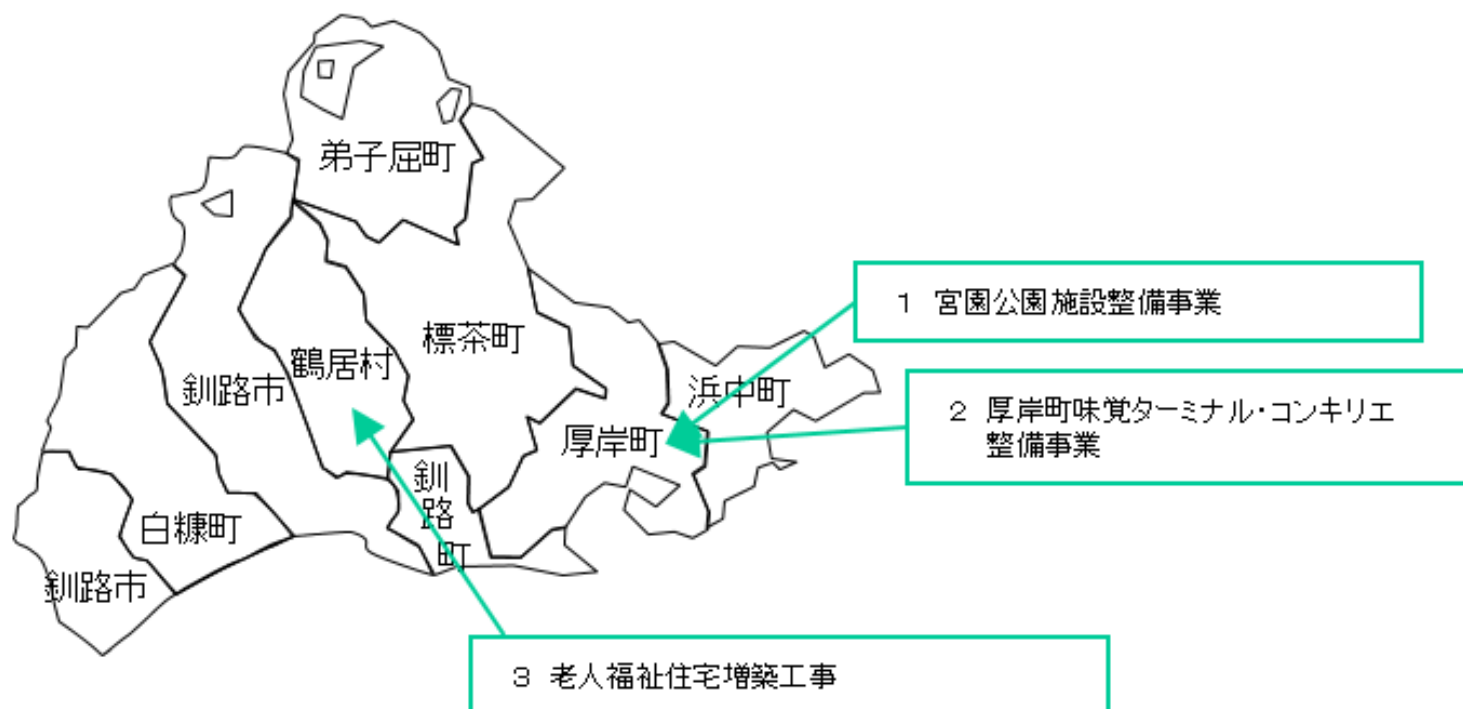 弟子屈町
1 宮園公園施設整備事業
標茶町
鶴居村
釧路市
浜中町
2 厚岸町味覚ターミナル・コンキリエ
整備事業
厚岸町
釧
路
町
白糠町
釧路市
3 老人福祉住宅増築工事